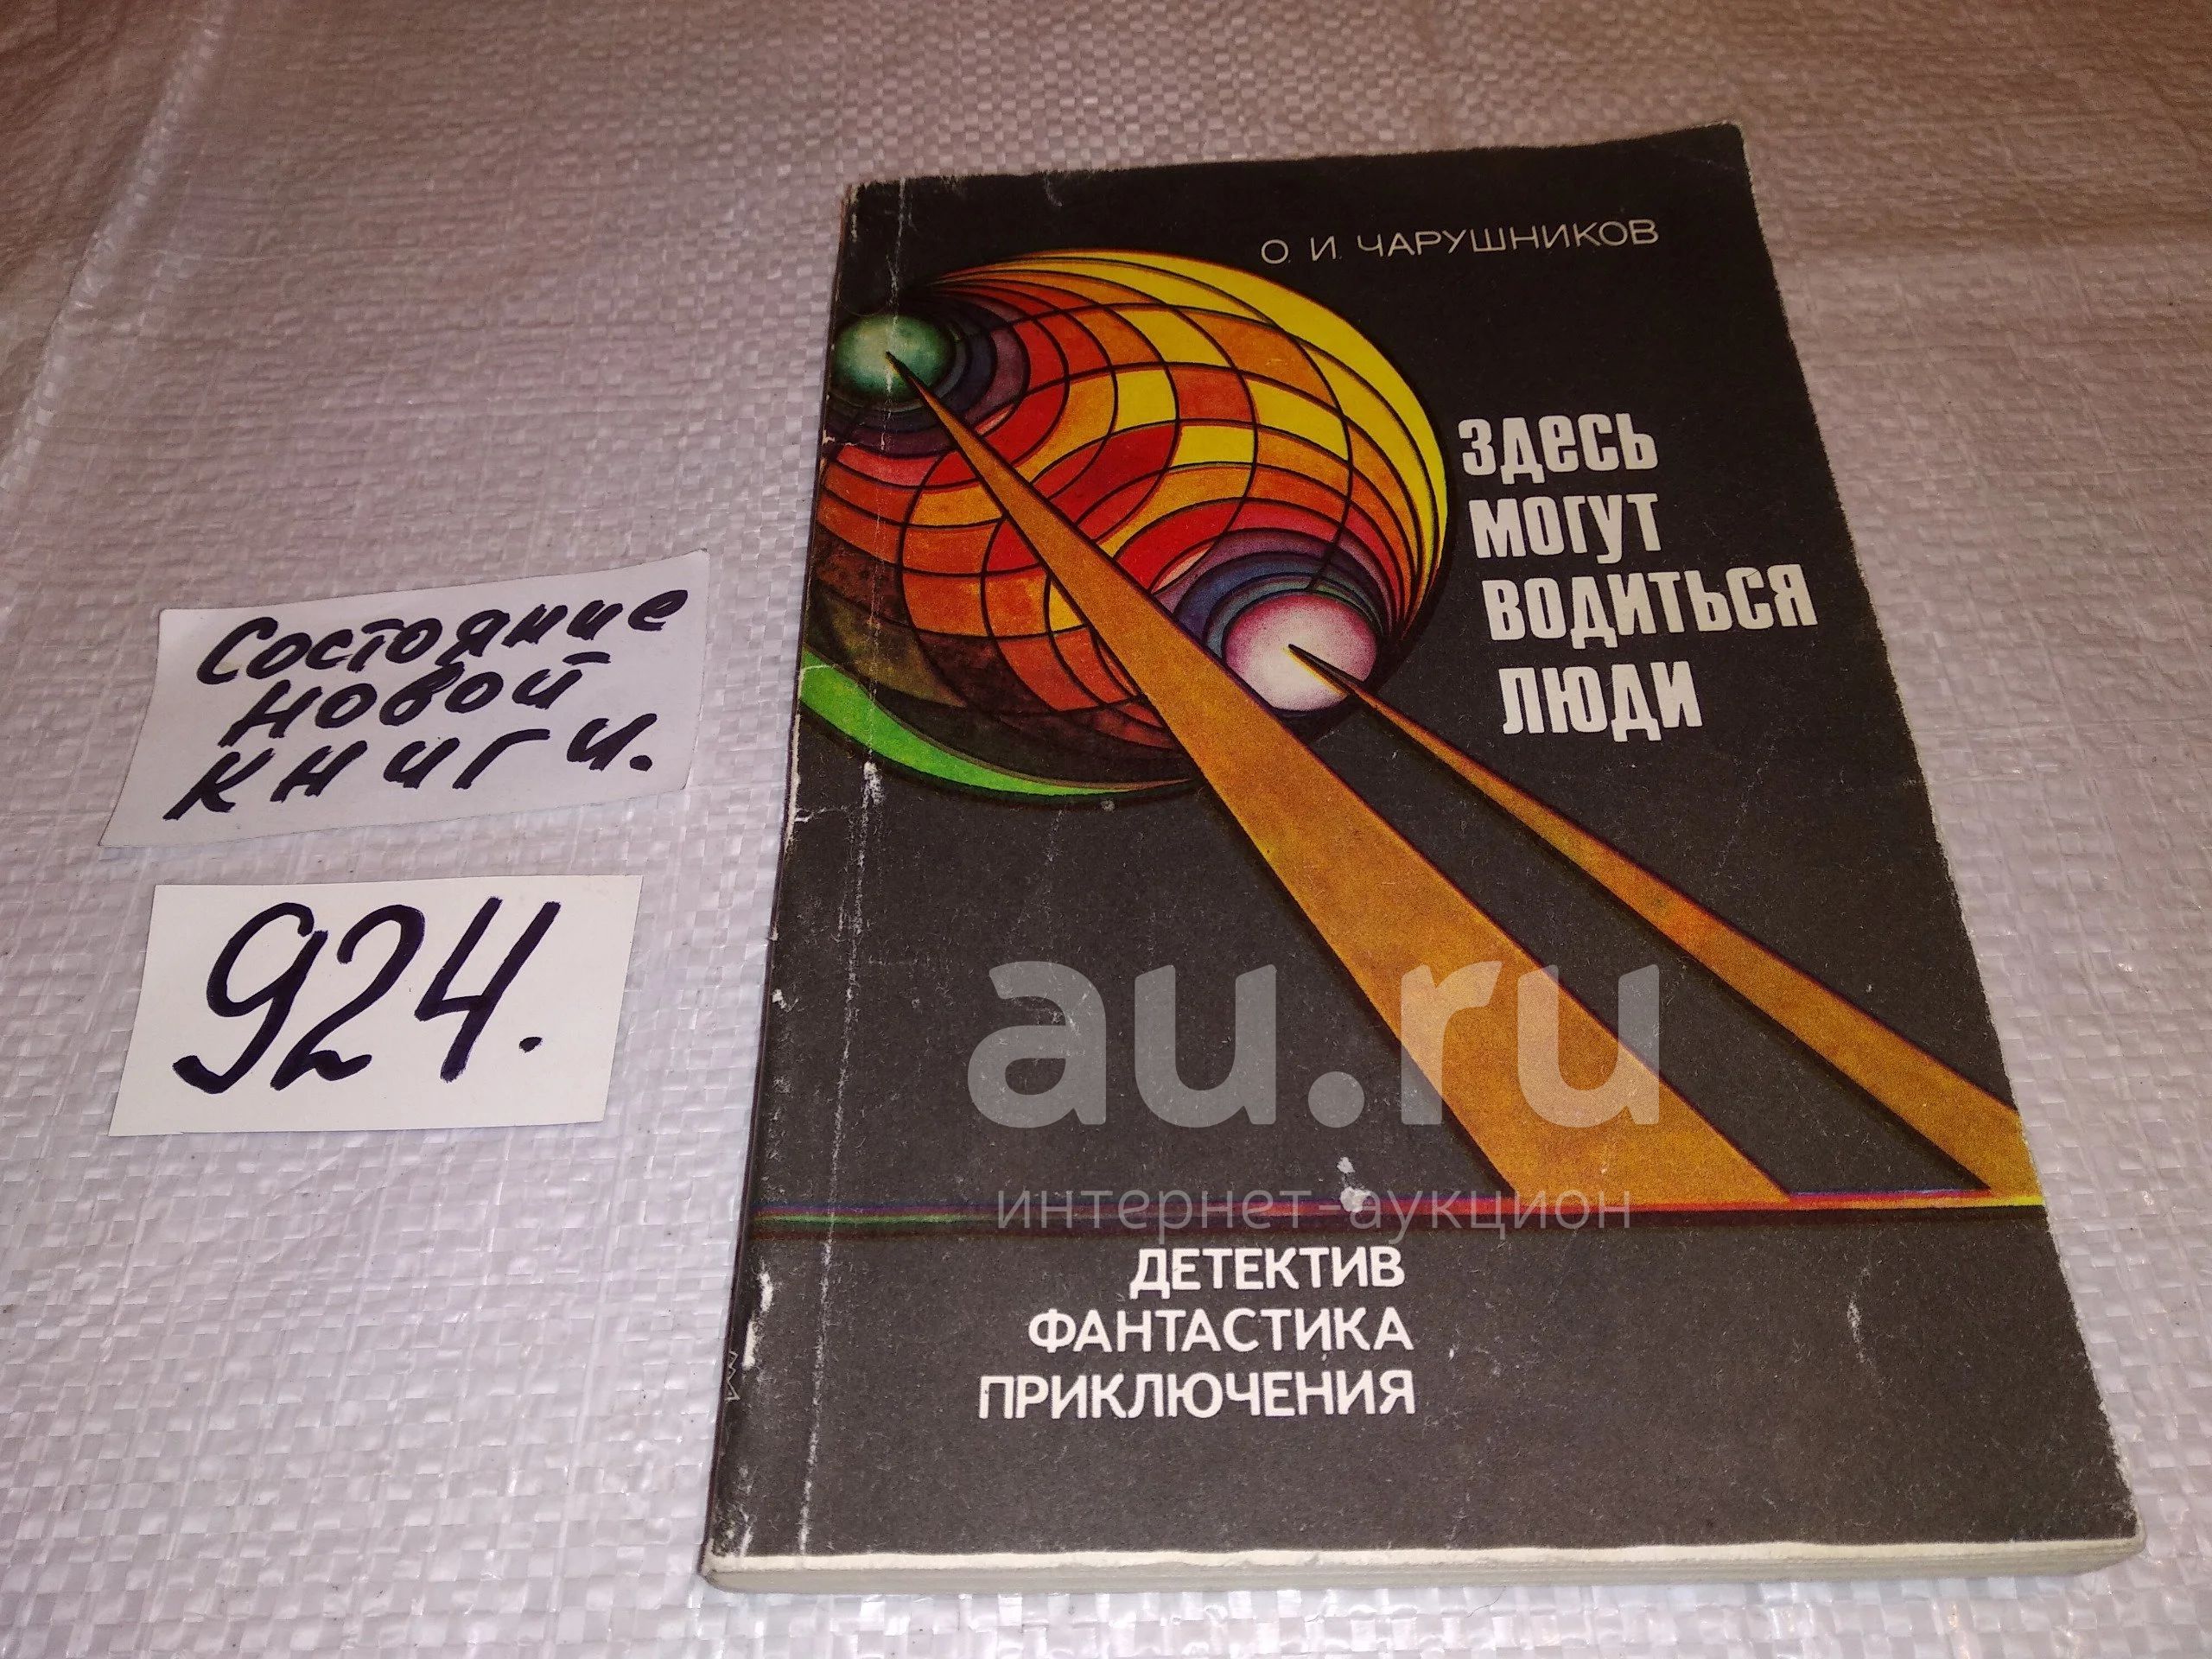 О. И. ЧАРУШНИКОВ
ЗДЕСЬ
МОГУТ
ВОДИТЬСЯ
ЛЮДИ
Состояние
новой
книги.
924.
au.ru
интернет-аукцион
ДЕТЕКТИВ
ФАНТАСТИКА
ПРИКЛЮЧЕНИЯ